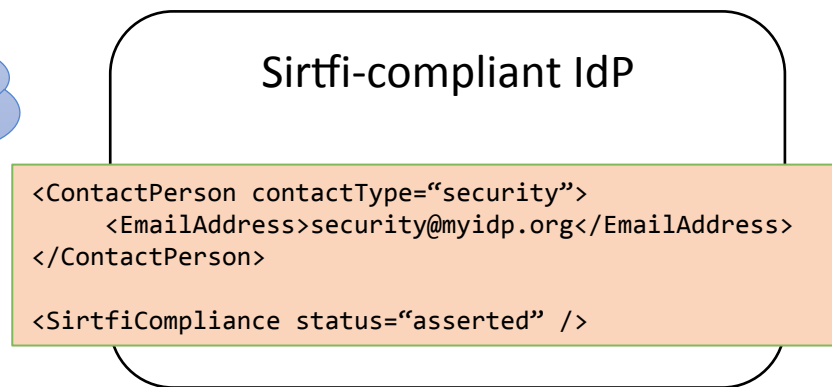 Sirtfi-compliant IdP
<ContactPerson contactType=“security”>
<EmailAddress>security@myidp.org</EmailAddress>
</ContactPerson>
<SirtfiCompliance status=“asserted” />